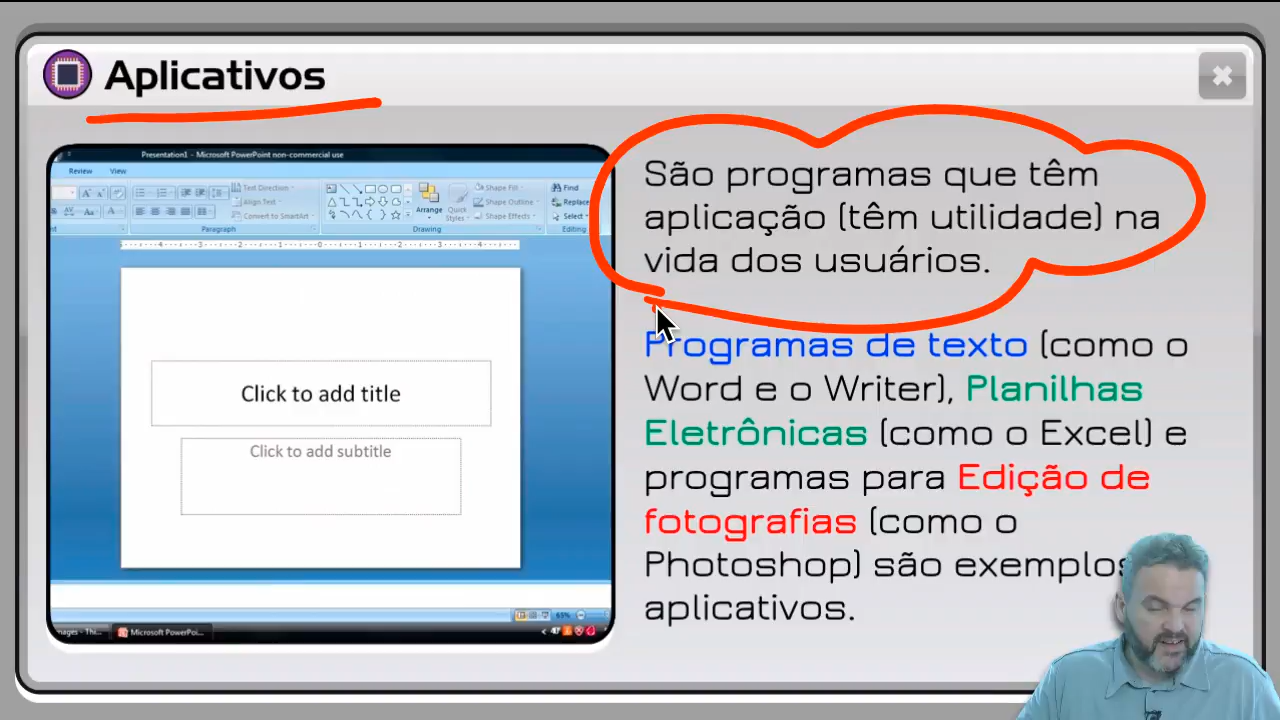 Aplicativos
Presentation1 - Microsoft PowerPoint non-commercial use
Review View
Text Direction
Align Text
Convert to SmartArt
Arrange
Quick
Styles
Shape Fill
Shape Outline
Shape Effects
Find
Replace
Select
Paragraph
Drawing
Editing
Click to add title
Click to add subtitle
65%
Microsoft PowerPoi...
São programas que têm
aplicação (têm utilidade) na
vida dos usuários.
Programas de texto (como o
Word e o Writer), Planilhas
Eletrônicas (como o Excel) e
programas para Edição de
fotografias (como o
Photoshop) são exemplos
aplicativos.